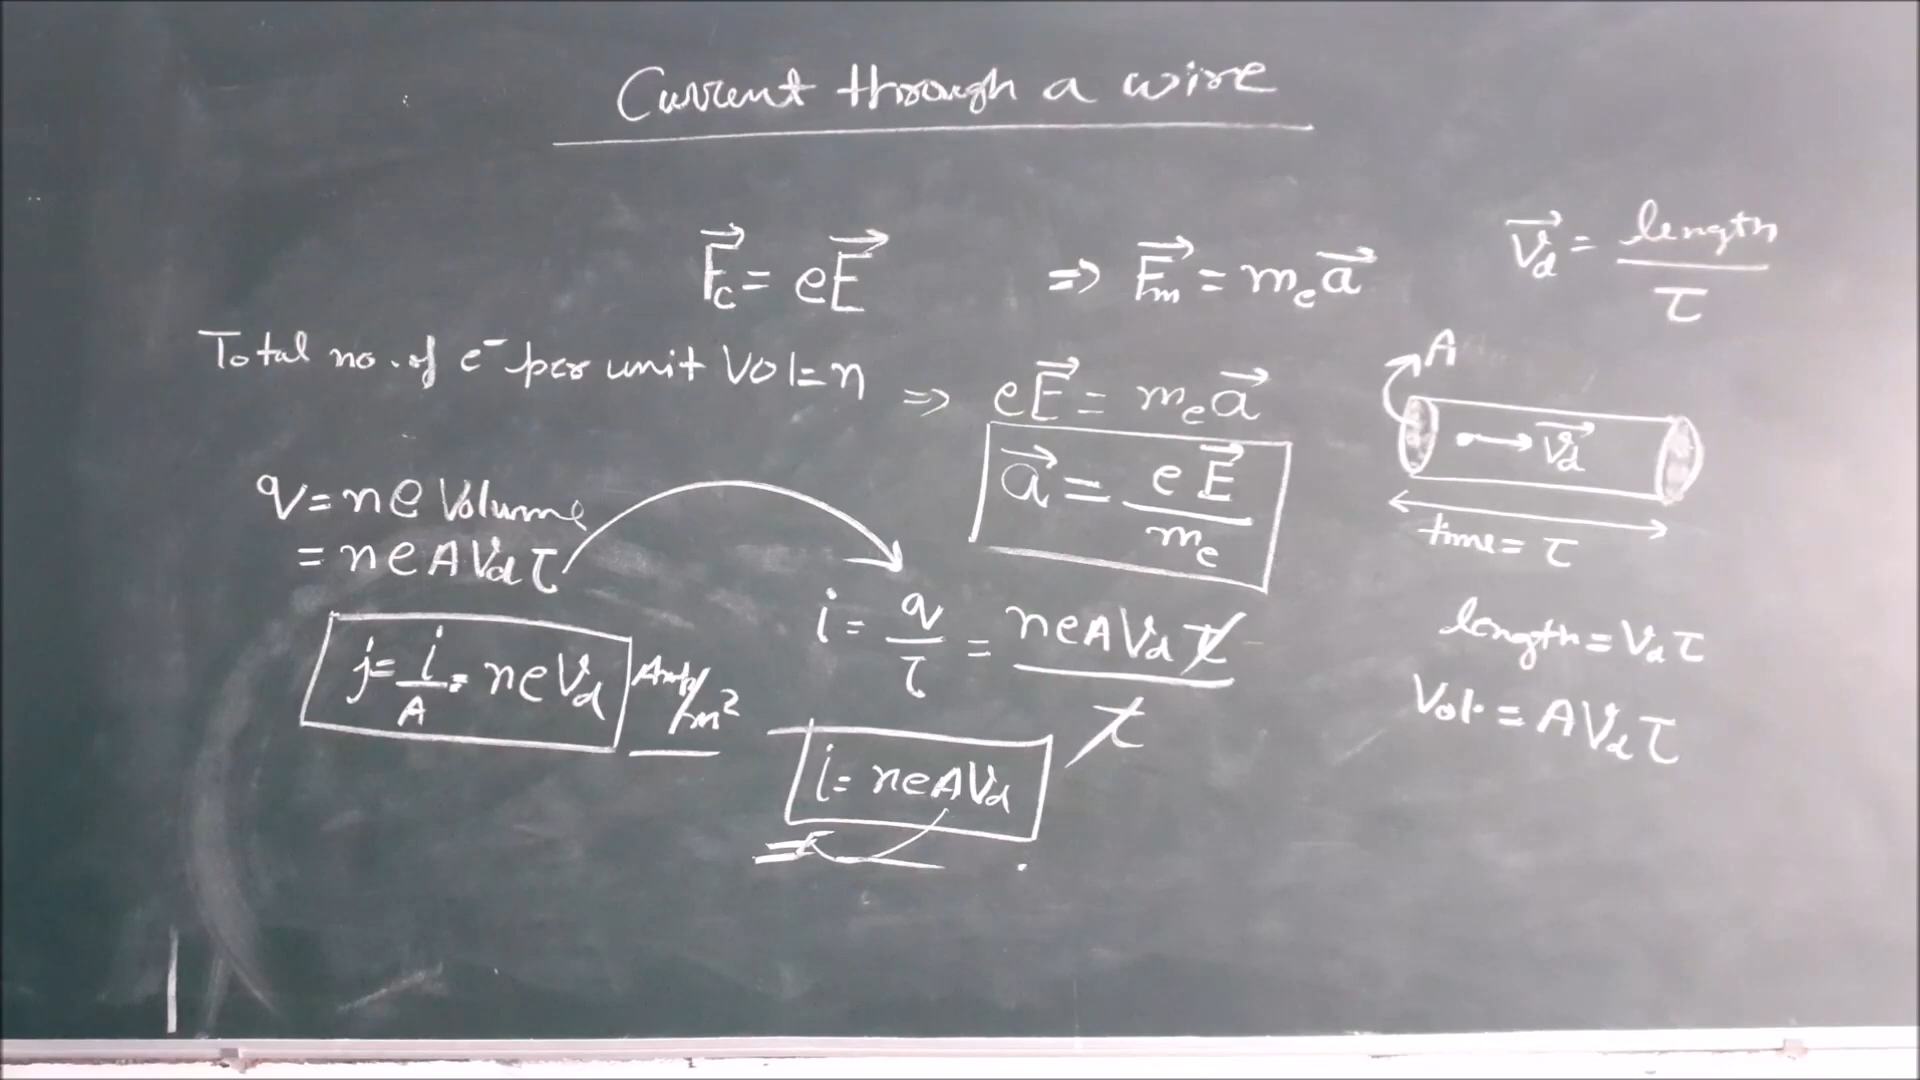 Current through a wire
F⃗c = eE⃗ => F⃗m = mea⃗
V⃗d = length / τ
Total no. of e⁻ per unit Vol = n
=> eE⃗ = mea⃗
a⃗ = eE⃗ / me
A
V⃗d
time = τ
q = ne Volume
= neAVdτ
i = q/τ = neAVdτ / τ
length = Vdτ
Vol. = AVdτ
j = i/A = neVd Amp/m²
i = neAVd